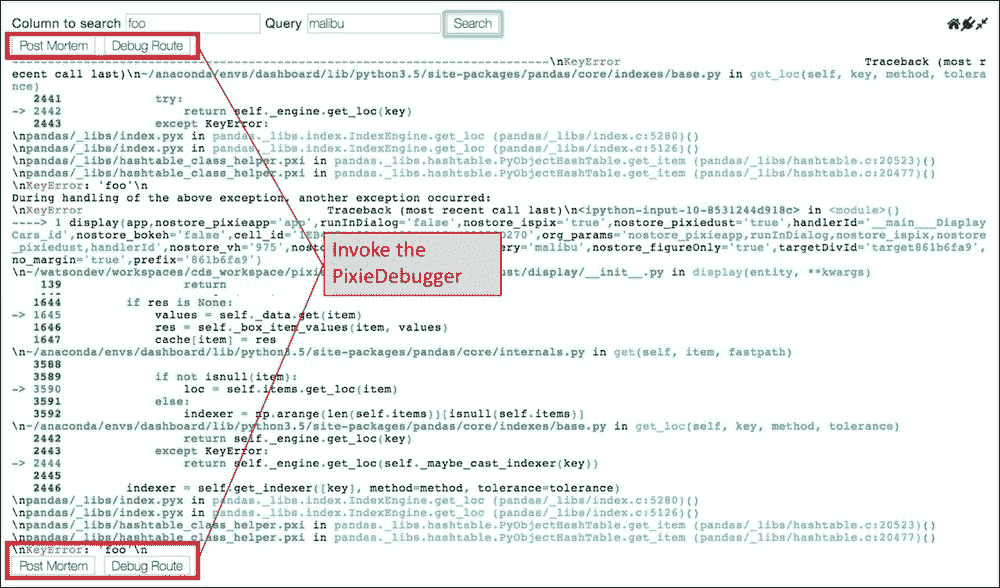 Column to search foo Query malibu Search
Post Mortem Debug Route
---------------------------------------------------------------------------\nKeyError Traceback (most r
ecent call last)\n~/anaconda/envs/dashboard/lib/python3.5/site-packages/pandas/core/indexes/base.py in get_loc(self, key, method, tolera
nce)
2441 try:
-> 2442 return self._engine.get_loc(key)
2443 except KeyError:
\npandas/_libs/index.pyx in pandas._libs.index.IndexEngine.get_loc (pandas/_libs/index.c:5280)()
\npandas/_libs/index.pyx in pandas._libs.index.IndexEngine.get_loc (pandas/_libs/index.c:5126)()
\npandas/_libs/hashtable_class_helper.pxi in pandas._libs.hashtable.PyObjectHashTable.get_item (pandas/_libs/hashtable.c:20523)()
\npandas/_libs/hashtable_class_helper.pxi in pandas._libs.hashtable.PyObjectHashTable.get_item (pandas/_libs/hashtable.c:20477)()
\nKeyError: 'foo'\n
During handling of the above exception, another exception occurred:
\nKeyError Traceback (most recent call last)\n<ipython-input-10-8531244d918c> in <module>()
----> 1 display(app,nostore_pixieapp='app',runInDialog='false',nostore_ispix='true',nostore_pixiedust='true',handlerId='__main___Display
Cars_id',nostore_bokeh='false',cell_id= 0270',org_params='nostore_pixieapp,runInDialog,nostore_ispix,nostore
_pixiedust,handlerId',nostore_vh='975', ery='malibu',nostore_figureOnly='true',targetDivId='target861b6fa9',
no_margin='true',prefix='861b6fa9')
\n~/watsondev/workspaces/cds_workspace/pixi ust/display/__init__.py in display(entity, **kwargs)
139 return
Invoke the
PixieDebugger
1644 if res is None:
-> 1645 values = self._data.get(item)
1646 res = self._box_item_values(item, values)
1647 cache[item] = res
\n~/anaconda/envs/dashboard/lib/python3.5/site-packages/pandas/core/internals.py in get(self, item, fastpath)
3588
3589 if not isnull(item):
-> 3590 loc = self.items.get_loc(item)
3591 else:
3592 indexer = np.arange(len(self.items))[isnull(self.items)]
\n~/anaconda/envs/dashboard/lib/python3.5/site-packages/pandas/core/indexes/base.py in get_loc(self, key, method, tolerance)
2442 return self._engine.get_loc(key)
2443 except KeyError:
-> 2444 return self._engine.get_loc(self._maybe_cast_indexer(key))
2445
2446 indexer = self.get_indexer([key], method=method, tolerance=tolerance)
\npandas/_libs/index.pyx in pandas._libs.index.IndexEngine.get_loc (pandas/_libs/index.c:5280)()
\npandas/_libs/index.pyx in pandas._libs.index.IndexEngine.get_loc (pandas/_libs/index.c:5126)()
\npandas/_libs/hashtable_class_helper.pxi in pandas._libs.hashtable.PyObjectHashTable.get_item (pandas/_libs/hashtable.c:20523)()
\npandas/_libs/hashtable_class_helper.pxi in pandas._libs.hashtable.PyObjectHashTable.get_item (pandas/_libs/hashtable.c:20477)()
\nKeyError: 'foo'\n
Post Mortem Debug Route